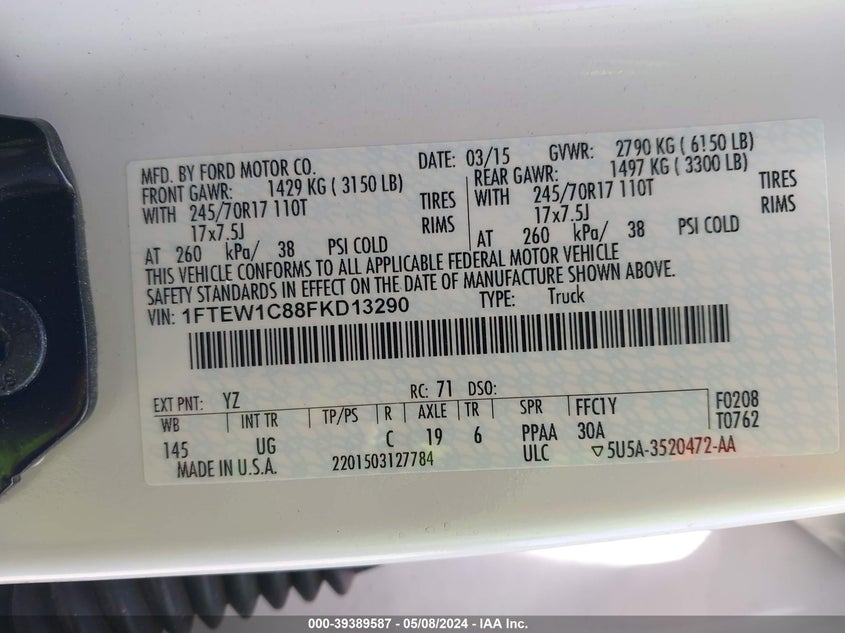 MFD. BY FORD MOTOR CO. DATE: 03/15 GVWR: 2790 KG ( 6150 LB)
FRONT GAWR: 1429 KG ( 3150 LB) REAR GAWR: 1497 KG ( 3300 LB)
WITH 245/70R17 110T TIRES WITH 245/70R17 110T TIRES
17x7.5J RIMS 17x7.5J RIMS
AT 260 kPa/ 38 PSI COLD AT 260 kPa/ 38 PSI COLD
THIS VEHICLE CONFORMS TO ALL APPLICABLE FEDERAL MOTOR VEHICLE
SAFETY STANDARDS IN EFFECT ON THE DATE OF MANUFACTURE SHOWN ABOVE.
VIN: 1FTEW1C88FKD13290 TYPE: Truck
EXT PNT: YZ RC: 71 DSO:
WB INT TR TP/PS R AXLE TR SPR FFC1Y F0208
T0762
145 UG C 19 6 PPAA 30A
MADE IN U.S.A. 2201503127784 ULC ▽5U5A-3520472-AA
000-39389587 - 05/08/2024 - IAA Inc.